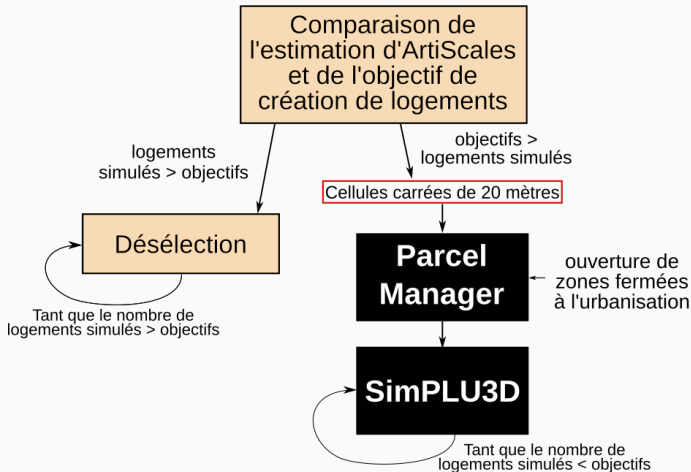 Comparaison de
l'estimation d'ArtiScales
et de l'objectif de
création de logements
logements
simulés > objectifs
objectifs >
logements simulés
Cellules carrées de 20 mètres
Désélection
Parcel
Manager
ouverture de
zones fermées
à l'urbanisation
Tant que le nombre de
logements simulés > objectifs
SimPLU3D
Tant que le nombre de
logements simulés < objectifs